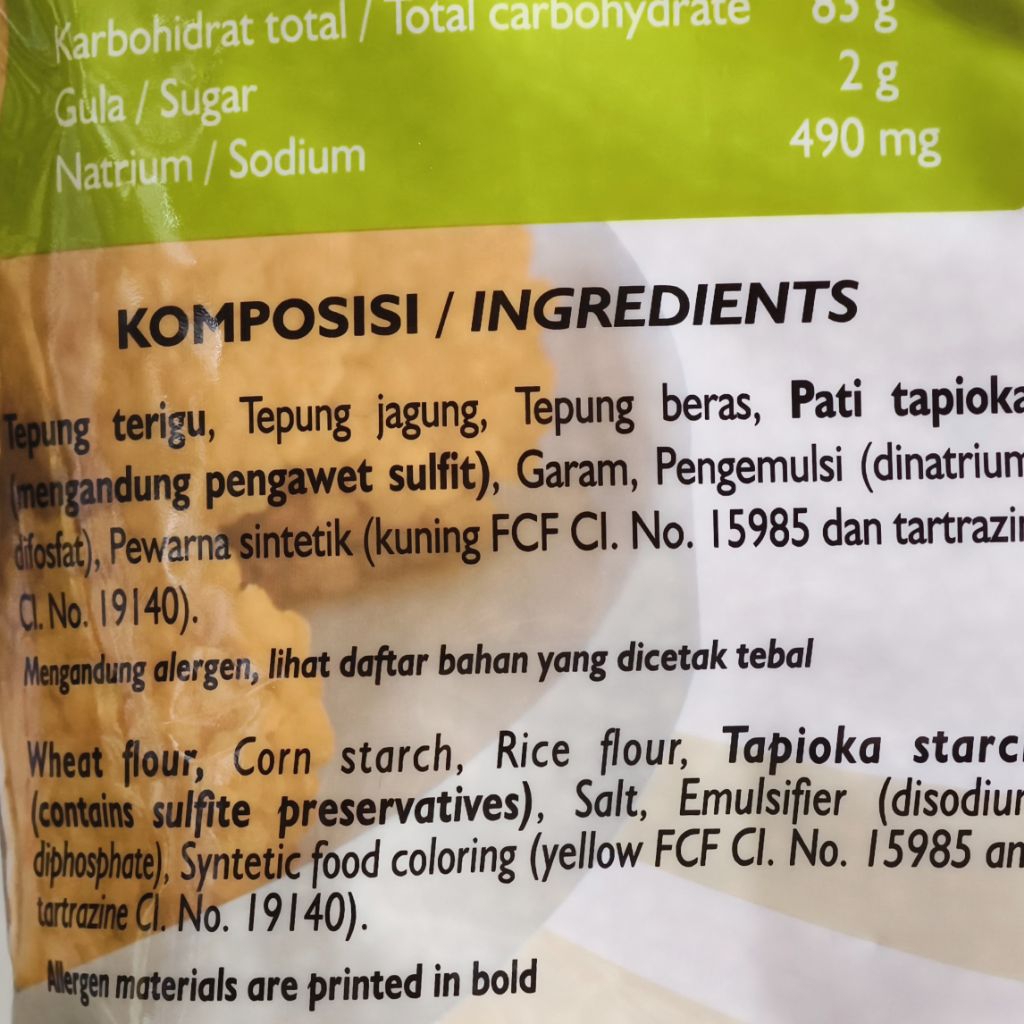 Karbohidrat total / Total carbohydrate 83 g
Gula / Sugar 2 g
Natrium / Sodium 490 mg
KOMPOSISI / INGREDIENTS
Tepung terigu, Tepung jagung, Tepung beras, Pati tapioka
(mengandung pengawet sulfit), Garam, Pengemulsi (dinatrium
difosfat), Pewarna sintetik (kuning FCF CI. No. 15985 dan tartrazin
CI. No. 19140).
Mengandung alergen, lihat daftar bahan yang dicetak tebal
Wheat flour, Corn starch, Rice flour, Tapioka starc
(contains sulfite preservatives), Salt, Emulsifier (disodium
diphosphate), Syntetic food coloring (yellow FCF CI. No. 15985 an
tartrazine CI. No. 19140).
Allergen materials are printed in bold